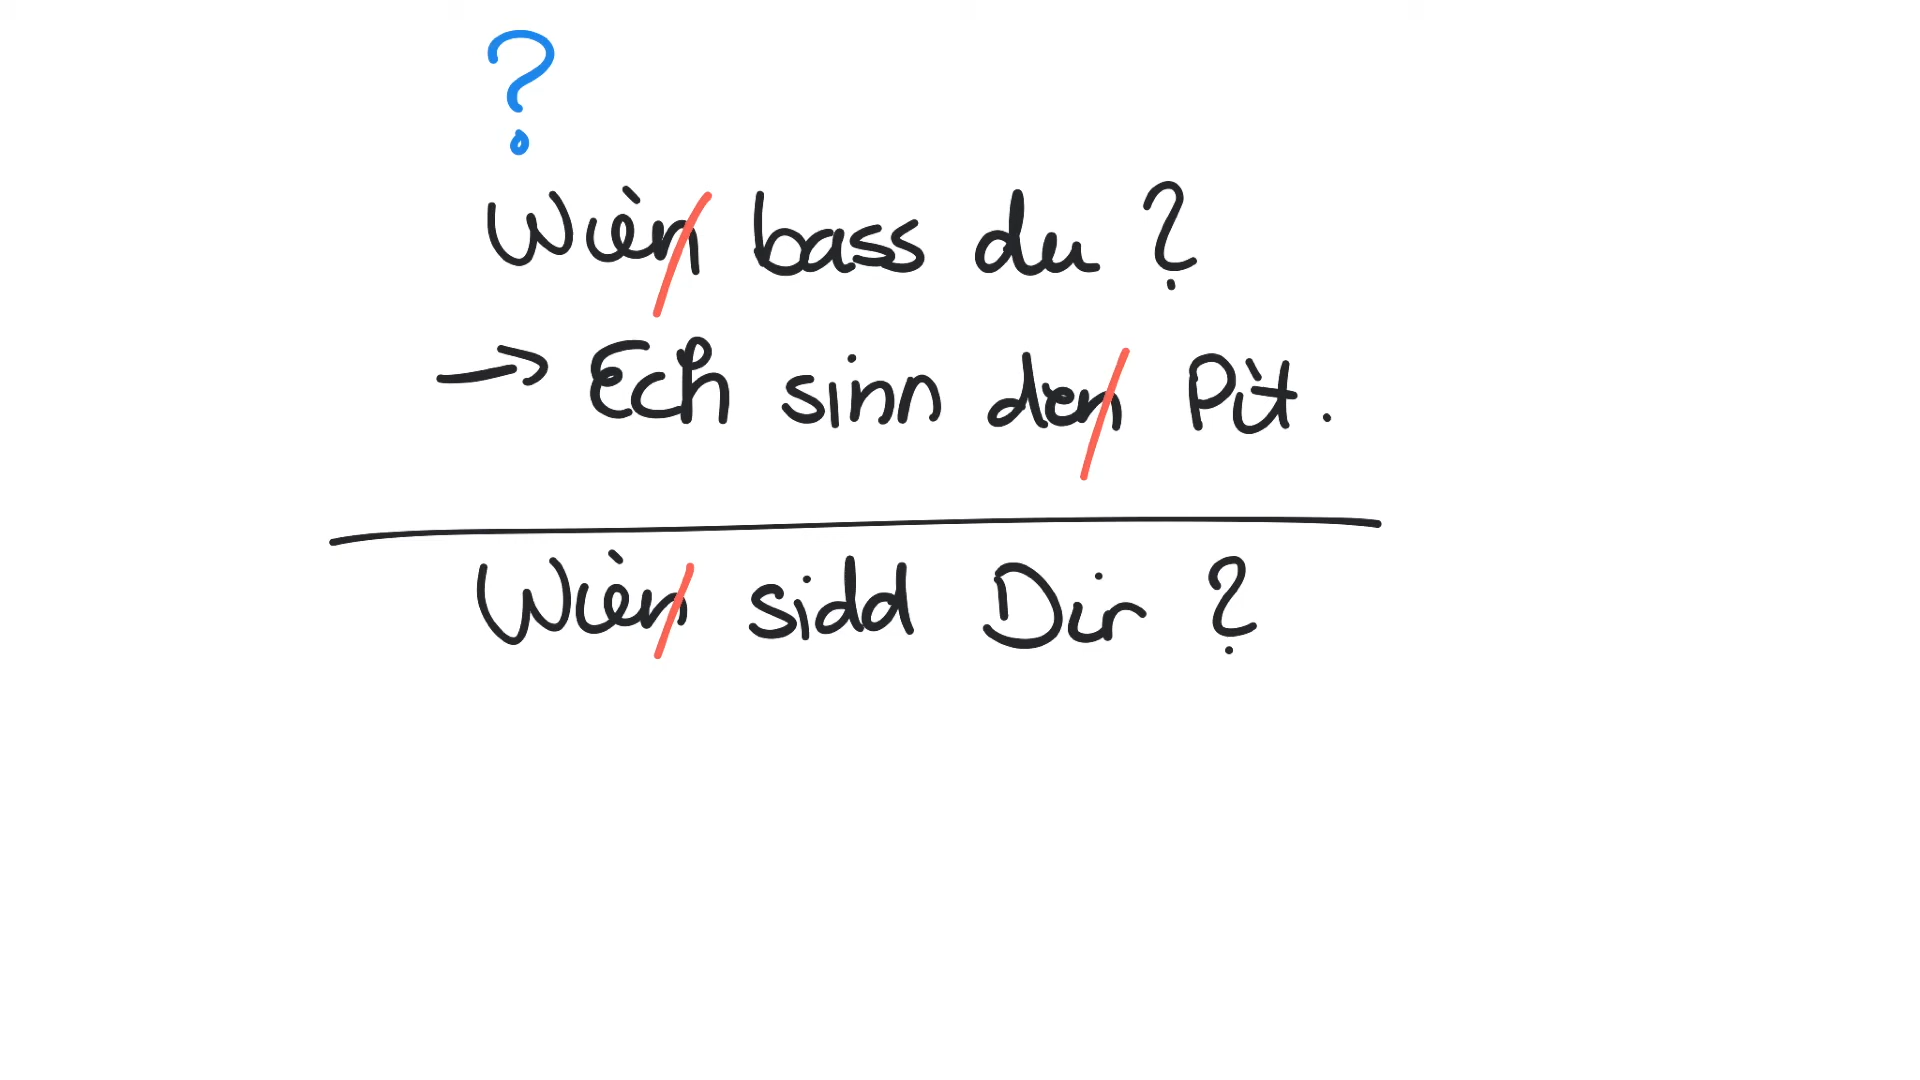 ?
Wien bass du ?
→ Ech sinn den Pit.
Wien sidd Dir ?